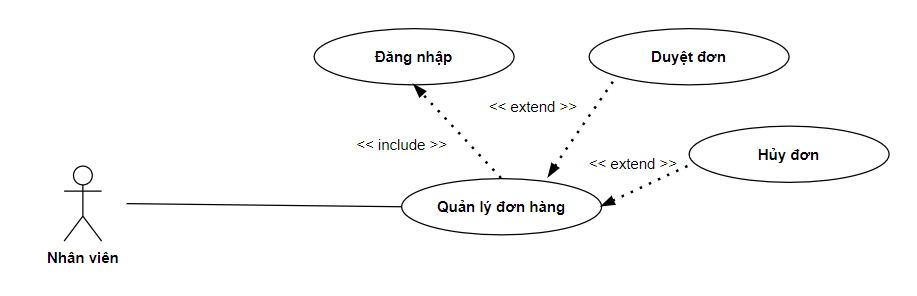 Đăng nhập
Duyệt đơn
<< extend >>
<< include >>
Hủy đơn
<< extend >>
Quản lý đơn hàng
Nhân viên